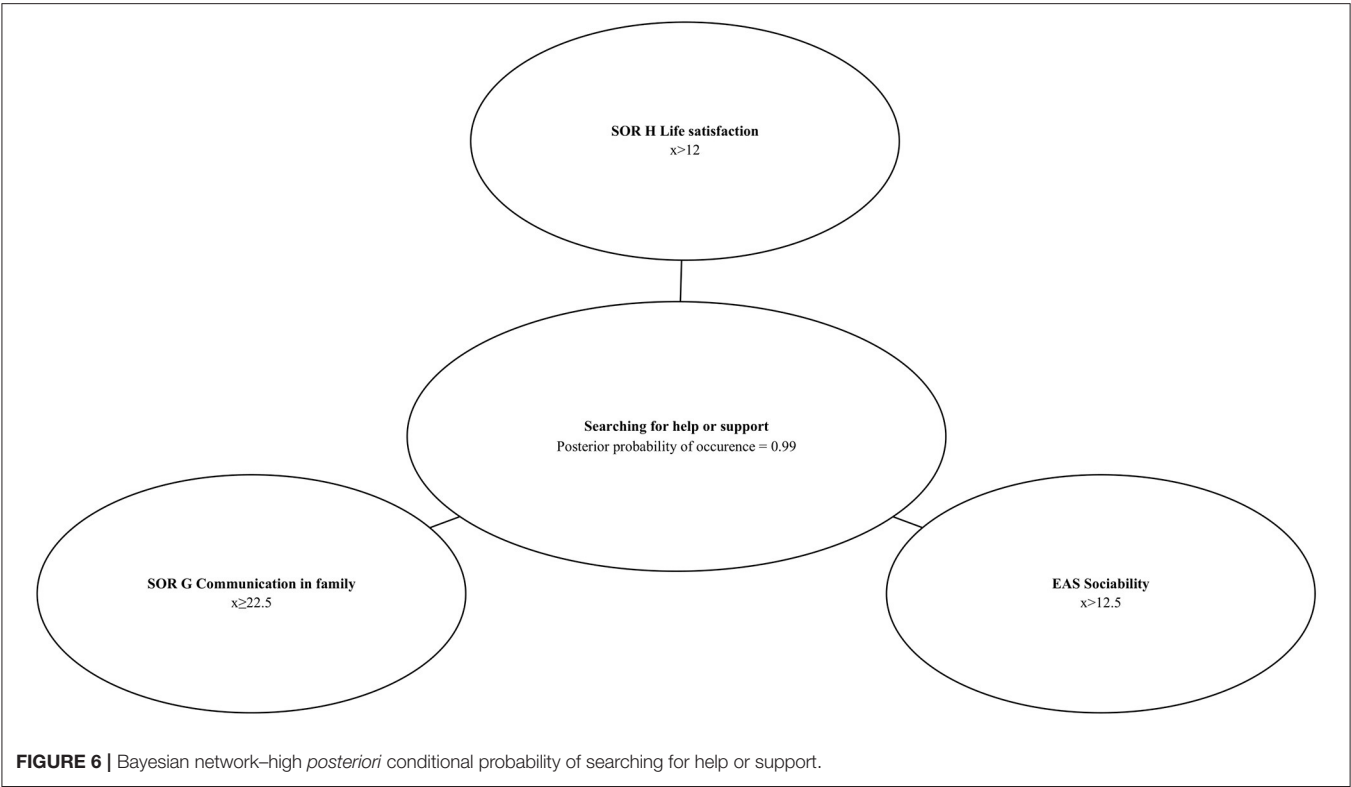 SOR H Life satisfaction
x>12
Searching for help or support
Posterior probability of occurence = 0.99
SOR G Communication in family
x≥22.5
EAS Sociability
x>12.5
FIGURE 6 | Bayesian network–high posteriori conditional probability of searching for help or support.